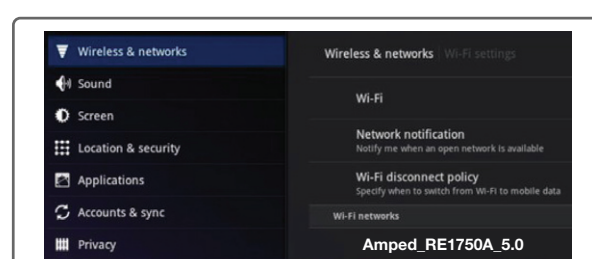 Wireless & networks
Sound
Screen
Location & security
Applications
Accounts & sync
Privacy
Wireless & networks Wi-Fi settings
Wi-Fi
Network notification
Notify me when an open network is available
Wi-Fi disconnect policy
Specify when to switch from Wi-Fi to mobile data
Wi-Fi networks
Amped_RE1750A_5.0